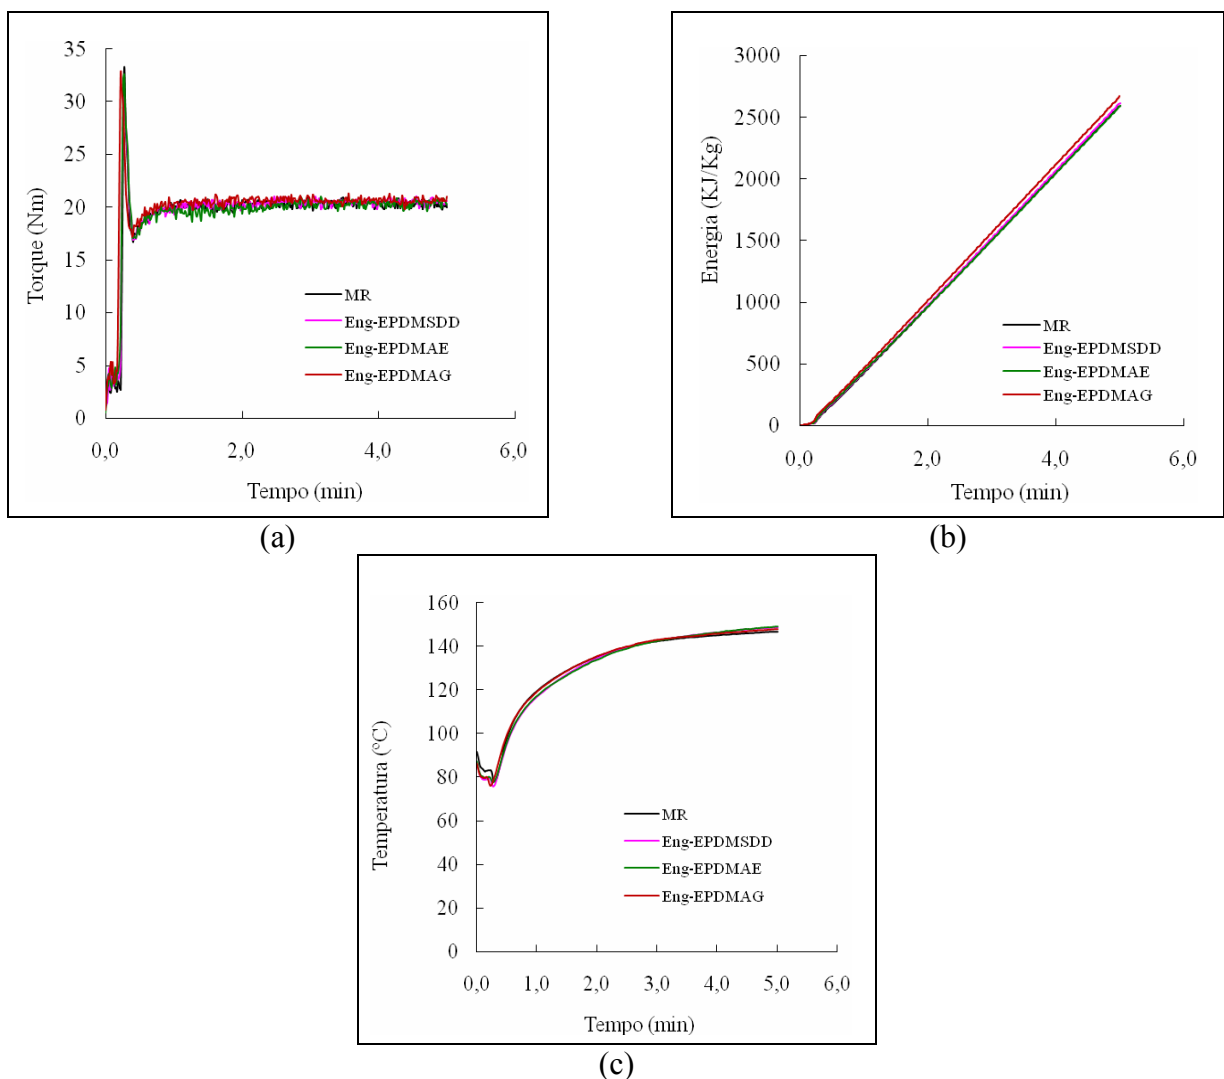 35
30
25
20
15
10
5
0
Torque (Nm)
MR
Eng-EPDMSDD
Eng-EPDMAE
Eng-EPDMAG
0,0 2,0 4,0 6,0
Tempo (min)
(a)
3000
2500
2000
1500
1000
500
0
Energia (KJ/Kg)
MR
Eng-EPDMSDD
Eng-EPDMAE
Eng-EPDMAG
0,0 2,0 4,0 6,0
Tempo (min)
(b)
160
140
120
100
80
60
40
20
0
Temperatura (°C)
MR
Eng-EPDMSDD
Eng-EPDMAE
Eng-EPDMAG
0,0 1,0 2,0 3,0 4,0 5,0 6,0
Tempo (min)
(c)